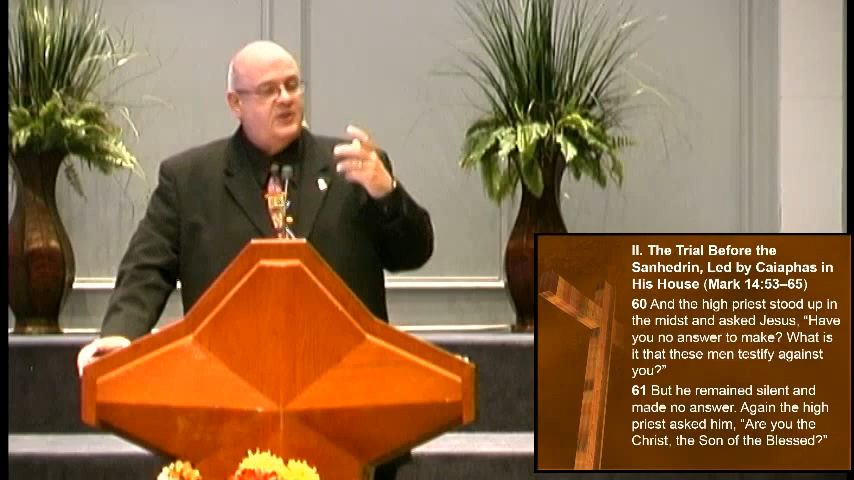 II. The Trial Before the
Sanhedrin, Led by Caiaphas in
His House (Mark 14:53–65)
60 And the high priest stood up in
the midst and asked Jesus, “Have
you no answer to make? What is
it that these men testify against
you?”
61 But he remained silent and
made no answer. Again the high
priest asked him, “Are you the
Christ, the Son of the Blessed?”